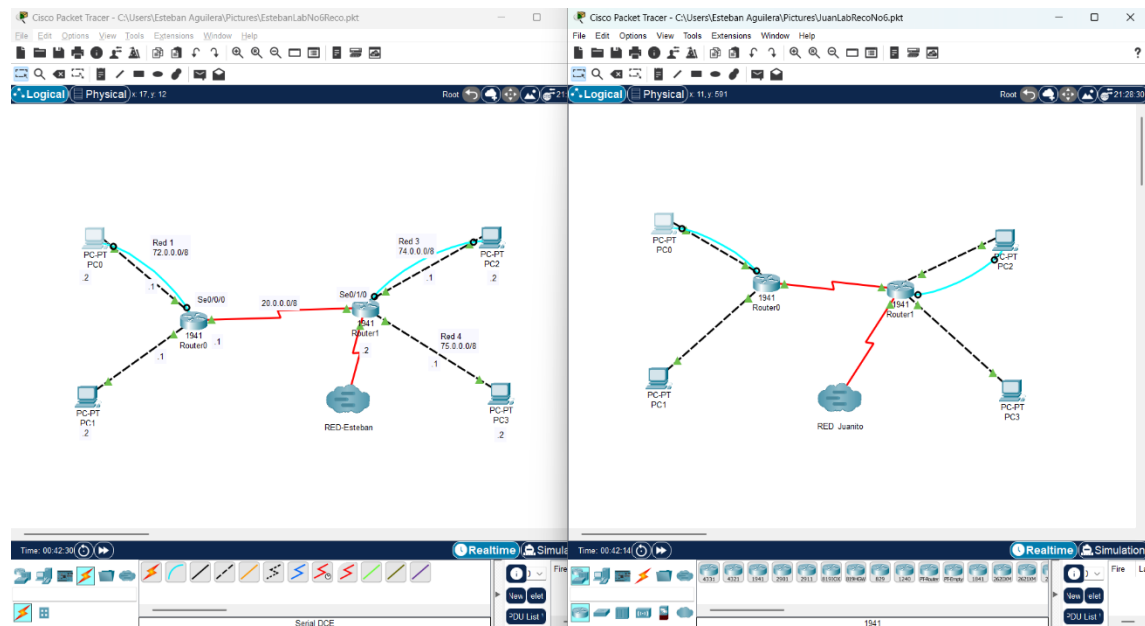 Cisco Packet Tracer - C:\Users\Esteban Aguilera\Pictures\EstebanLabNo6Reco.pkt
File Edit Options View Tools Extensions Window Help
Logical Physical x: 17, y: 12 Root
PC-PT
PC0
.2
Red 1
72.0.0.0/8
.1
Se0/0/0
1941
Router0
.1
.1
20.0.0.0/8
Se0/1/0
Red 3
74.0.0.0/8
.1
PC-PT
PC2
.2
1941
Router1
.2
Red 4
75.0.0.0/8
.1
PC-PT
PC1
.2
RED-Esteban
PC-PT
PC3
.2
Time: 00:42:30 Realtime Simula
Fire
New
elet
PDU List
Serial DCE
Cisco Packet Tracer - C:\Users\Esteban Aguilera\Pictures\JuanLabRecoNo6.pkt
File Edit Options View Tools Extensions Window Help
?
Logical Physical x: 11, y: 591 Root 21:28:30
PC-PT
PC0
1941
Router0
PC-PT
PC2
1941
Router1
PC-PT
PC1
RED Juanito
PC-PT
PC3
Time: 00:42:14 Realtime Simulation
4331 4321 1941 2901 2911 829 1240 1841
Fire
New
elet
PDU List
1941